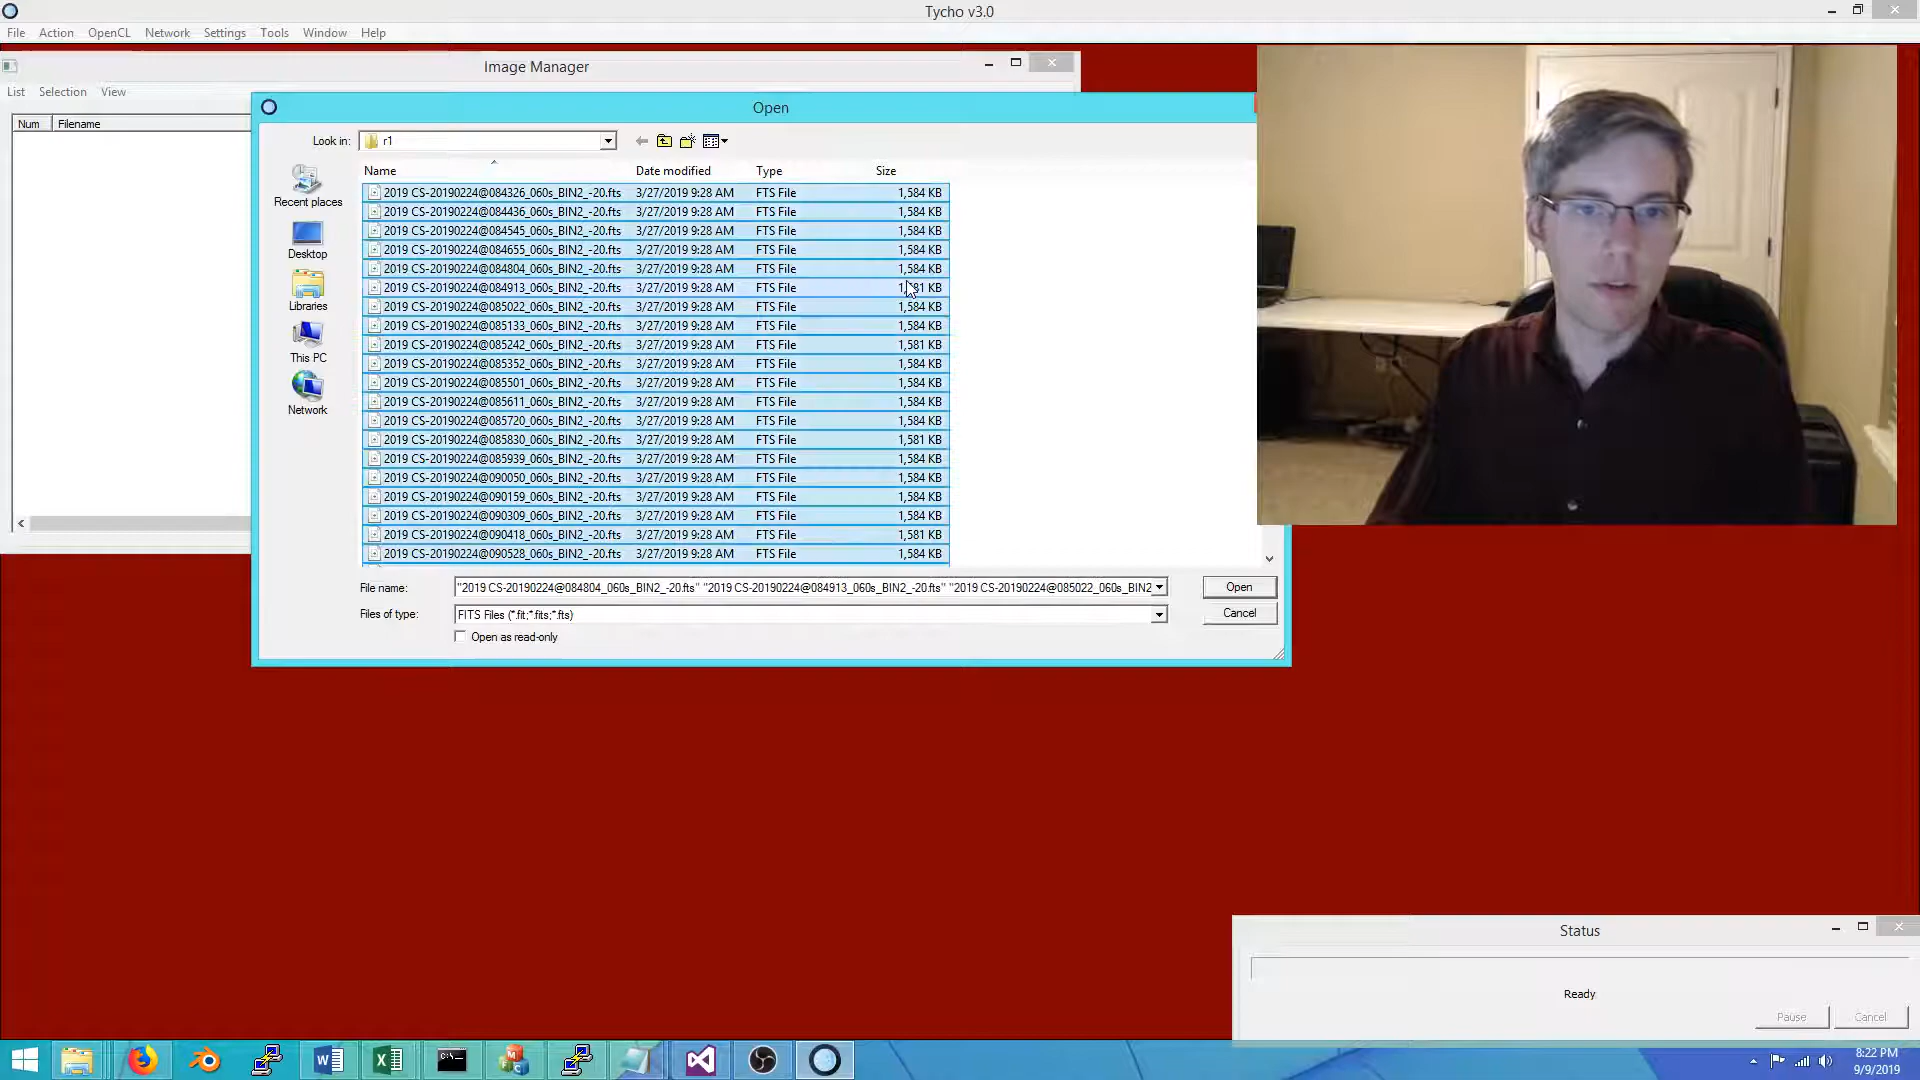 Tycho v3.0
File Action OpenCL Network Settings Tools Window Help
Image Manager
List Selection View
Num Filename
Open
Look in: r1
Name Date modified Type Size
2019 CS-20190224@084326_060s_BIN2_-20.fts 3/27/2019 9:28 AM FTS File 1,584 KB
2019 CS-20190224@084436_060s_BIN2_-20.fts 3/27/2019 9:28 AM FTS File 1,584 KB
2019 CS-20190224@084545_060s_BIN2_-20.fts 3/27/2019 9:28 AM FTS File 1,584 KB
2019 CS-20190224@084655_060s_BIN2_-20.fts 3/27/2019 9:28 AM FTS File 1,584 KB
2019 CS-20190224@084804_060s_BIN2_-20.fts 3/27/2019 9:28 AM FTS File 1,584 KB
2019 CS-20190224@084913_060s_BIN2_-20.fts 3/27/2019 9:28 AM FTS File KB
2019 CS-20190224@085022_060s_BIN2_-20.fts 3/27/2019 9:28 AM FTS File 1,584 KB
2019 CS-20190224@085133_060s_BIN2_-20.fts 3/27/2019 9:28 AM FTS File 1,584 KB
2019 CS-20190224@085242_060s_BIN2_-20.fts 3/27/2019 9:28 AM FTS File 1,581 KB
2019 CS-20190224@085352_060s_BIN2_-20.fts 3/27/2019 9:28 AM FTS File 1,584 KB
2019 CS-20190224@085501_060s_BIN2_-20.fts 3/27/2019 9:28 AM FTS File 1,584 KB
2019 CS-20190224@085611_060s_BIN2_-20.fts 3/27/2019 9:28 AM FTS File 1,584 KB
2019 CS-20190224@085720_060s_BIN2_-20.fts 3/27/2019 9:28 AM FTS File 1,584 KB
2019 CS-20190224@085830_060s_BIN2_-20.fts 3/27/2019 9:28 AM FTS File 1,581 KB
2019 CS-20190224@085939_060s_BIN2_-20.fts 3/27/2019 9:28 AM FTS File 1,584 KB
2019 CS-20190224@090050_060s_BIN2_-20.fts 3/27/2019 9:28 AM FTS File 1,584 KB
2019 CS-20190224@090159_060s_BIN2_-20.fts 3/27/2019 9:28 AM FTS File 1,584 KB
2019 CS-20190224@090309_060s_BIN2_-20.fts 3/27/2019 9:28 AM FTS File 1,584 KB
2019 CS-20190224@090418_060s_BIN2_-20.fts 3/27/2019 9:28 AM FTS File 1,581 KB
2019 CS-20190224@090528_060s_BIN2_-20.fts 3/27/2019 9:28 AM FTS File 1,584 KB
Recent places
Desktop
Libraries
This PC
Network
File name: "2019 CS-20190224@084804_060s_BIN2_-20.fts" "2019 CS-20190224@084913_060s_BIN2_-20.fts" "2019 CS-20190224@085022_060s_BIN2 Open
Files of type: FITS Files (*.fit;*.fits;*.fts) Cancel
Open as read-only
Status
Ready
Pause Cancel
8:22 PM
9/9/2019